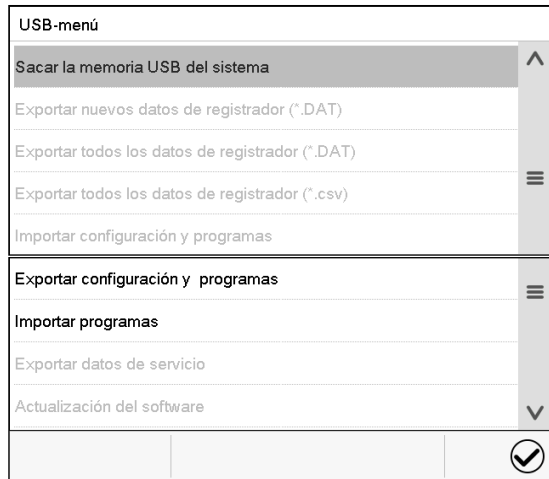 USB-menú
Sacar la memoria USB del sistema
Exportar nuevos datos de registrador (*.DAT)
Exportar todos los datos de registrador (*.DAT)
Exportar todos los datos de registrador (*.csv)
Importar configuración y programas
Exportar configuración y programas
Importar programas
Exportar datos de servicio
Actualización del software